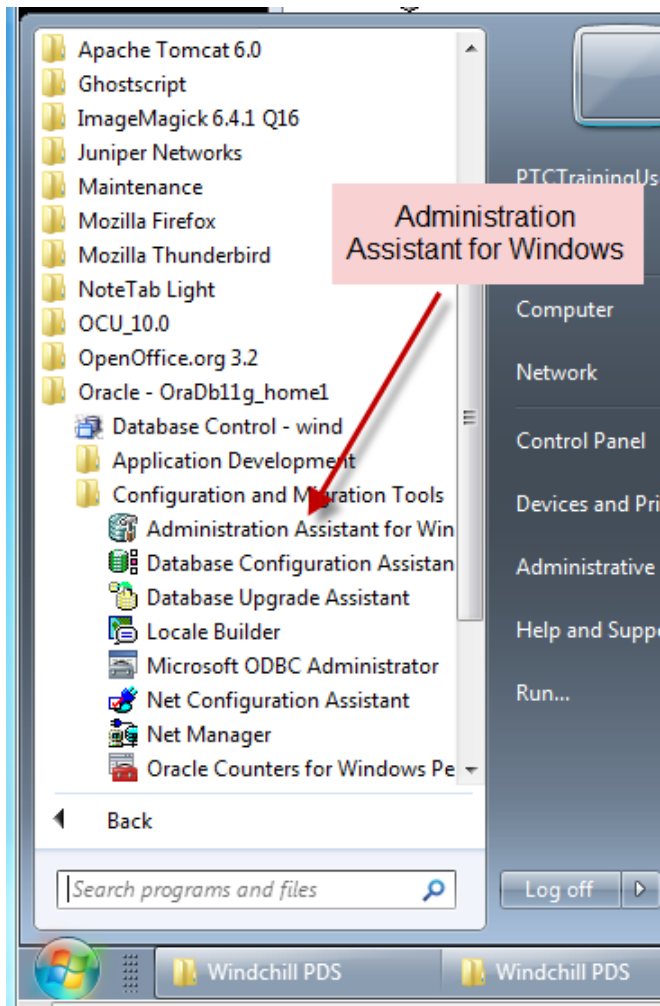 Apache Tomcat 6.0
Ghostscript
ImageMagick 6.4.1 Q16
Juniper Networks
Maintenance
Mozilla Firefox
Mozilla Thunderbird
NoteTab Light
OCU_10.0
OpenOffice.org 3.2
Oracle - OraDb11g_home1
Database Control - wind
Application Development
Configuration and Migration Tools
Administration Assistant for Win
Database Configuration Assistan
Database Upgrade Assistant
Locale Builder
Microsoft ODBC Administrator
Net Configuration Assistant
Net Manager
Oracle Counters for Windows Pe
Back
Search programs and files
PTCTrainingUse
Administration
Assistant for Windows
Computer
Network
Control Panel
Devices and Pri
Administrative
Help and Suppo
Run...
Log off
Windchill PDS
Windchill PDS